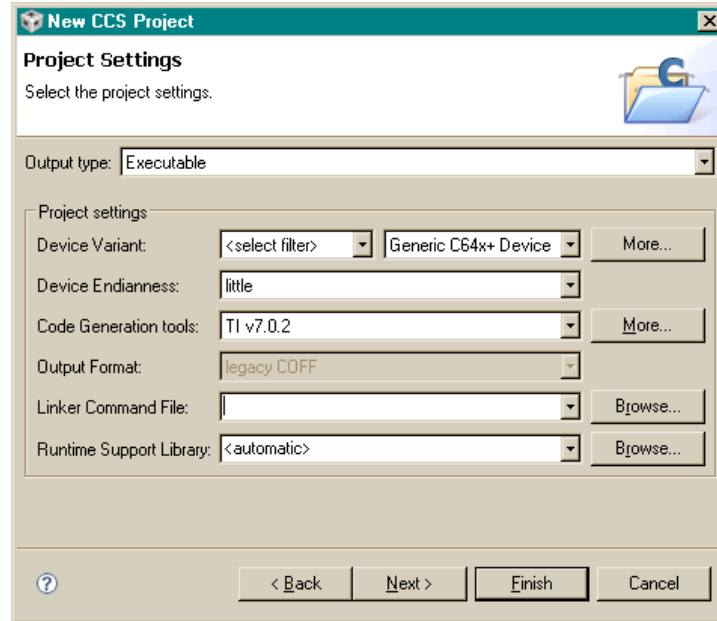 New CCS Project
Project Settings
Select the project settings.
Output type: Executable
Project settings
Device Variant: <select filter> Generic C64x+ Device More...
Device Endianness: little
Code Generation tools: TI v7.0.2 More...
Output Format: legacy COFF
Linker Command File: Browse...
Runtime Support Library: <automatic> Browse...
< Back Next > Finish Cancel